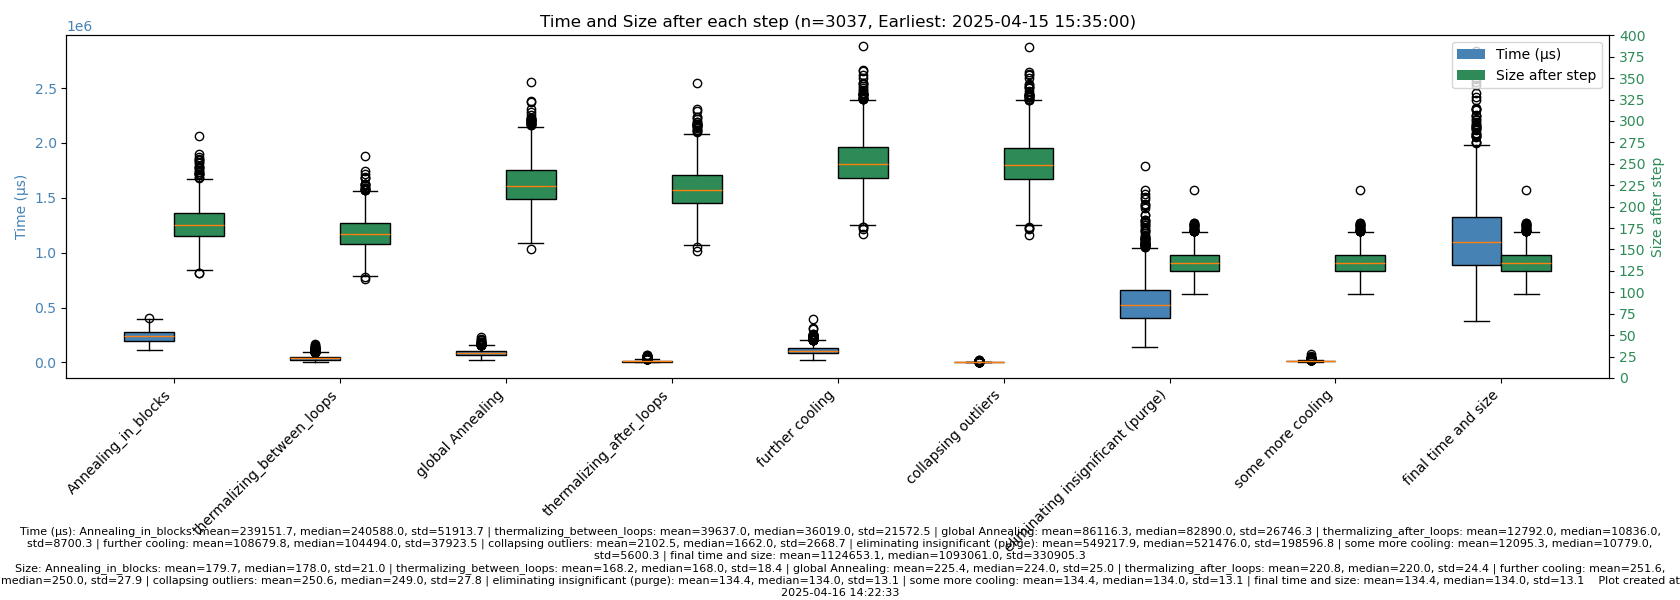 Time and Size after each step (n=3037, Earliest: 2025-04-15 15:35:00)
1e6
2.5
2.0
1.5
1.0
0.5
0.0
Time (μs)
Time (μs)
Size after step
400
375
350
325
300
275
250
225
200
175
150
125
100
75
50
25
0
Size after step
Annealing_in_blocks
thermalizing_between_loops
global Annealing
thermalizing_after_loops
further cooling
collapsing outliers
eliminating insignificant (purge)
some more cooling
final time and size
Time (μs): Annealing_in_blocks: mean=239151.7, median=240588.0, std=51913.7 | thermalizing_between_loops: mean=39637.0, median=36019.0, std=21572.5 | global Annealing: mean=86116.3, median=82890.0, std=26746.3 | thermalizing_after_loops: mean=12792.0, median=10836.0,
std=8700.3 | further cooling: mean=108679.8, median=104494.0, std=37923.5 | collapsing outliers: mean=2102.5, median=1662.0, std=2668.7 | eliminating insignificant (purge): mean=549217.9, median=521476.0, std=198596.8 | some more cooling: mean=12095.3, median=10779.0,
std=5600.3 | final time and size: mean=1124653.1, median=1093061.0, std=330905.3
Size: Annealing_in_blocks: mean=179.7, median=178.0, std=21.0 | thermalizing_between_loops: mean=168.2, median=168.0, std=18.4 | global Annealing: mean=225.4, median=224.0, std=25.0 | thermalizing_after_loops: mean=220.8, median=220.0, std=24.4 | further cooling: mean=251.6,
median=250.0, std=27.9 | collapsing outliers: mean=250.6, median=249.0, std=27.8 | eliminating insignificant (purge): mean=134.4, median=134.0, std=13.1 | some more cooling: mean=134.4, median=134.0, std=13.1 | final time and size: mean=134.4, median=134.0, std=13.1    Plot created at
2025-04-16 14:22:33